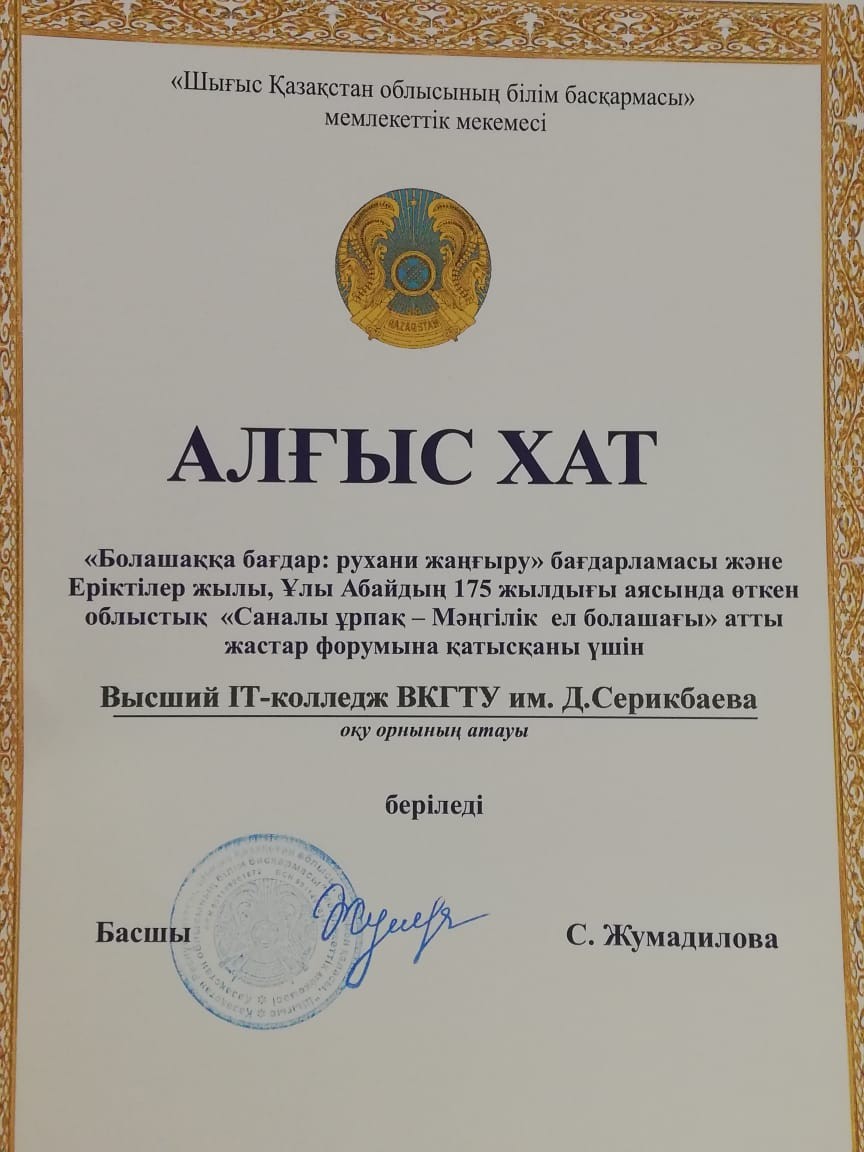 «Шығыс Қазақстан облысының білім басқармасы»
мемлекеттік мекемесі
QAZAQSTAN
АЛҒЫС ХАТ
«Болашаққа бағдар: рухани жаңғыру» бағдарламасы және
Еріктілер жылы, Ұлы Абайдың 175 жылдығы аясында өткен
облыстық «Саналы ұрпақ – Мәңгілік ел болашағы» атты
жастар форумына қатысқаны үшін
Высший IT-колледж ВКГТУ им. Д.Серикбаева
оқу орнының атауы
беріледі
Басшы
С. Жумадилова